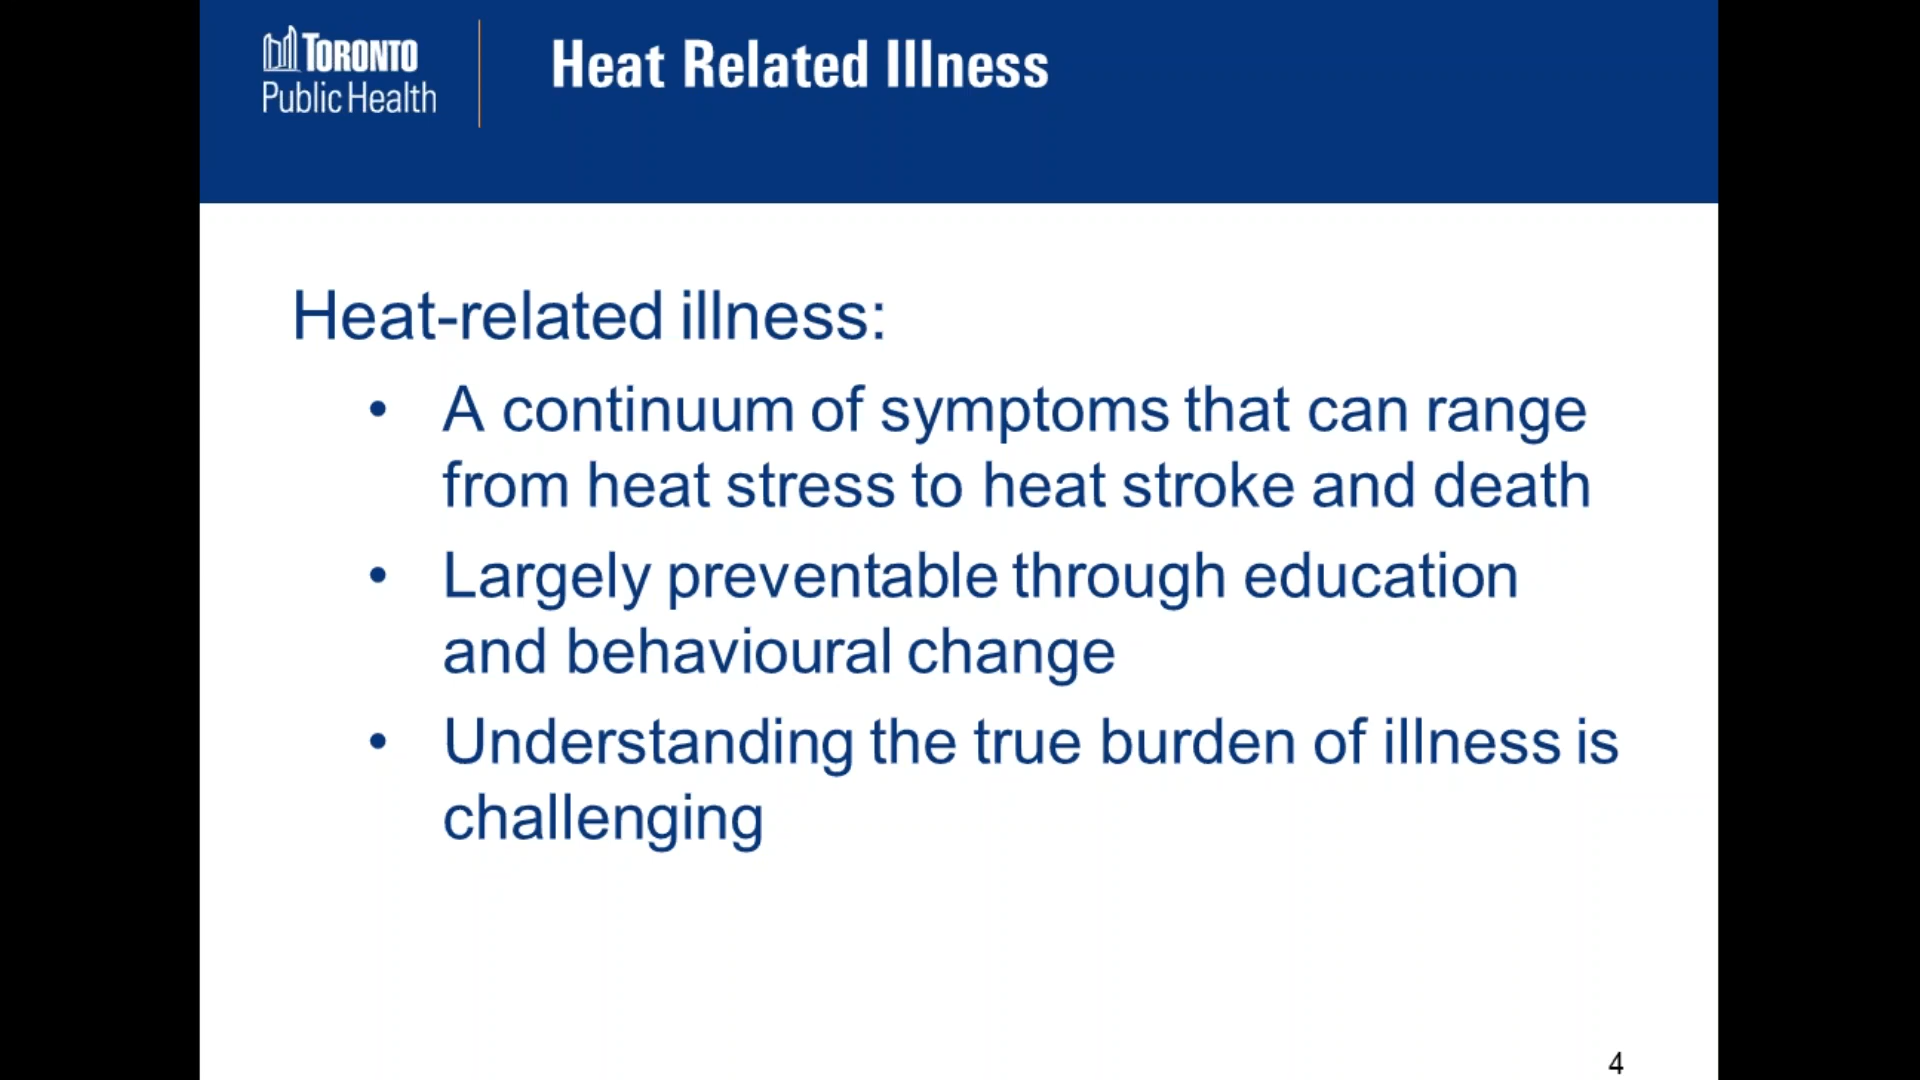 TORONTO
Public Health
Heat Related Illness
Heat-related illness:
• A continuum of symptoms that can range
from heat stress to heat stroke and death
• Largely preventable through education
and behavioural change
• Understanding the true burden of illness is
challenging
4